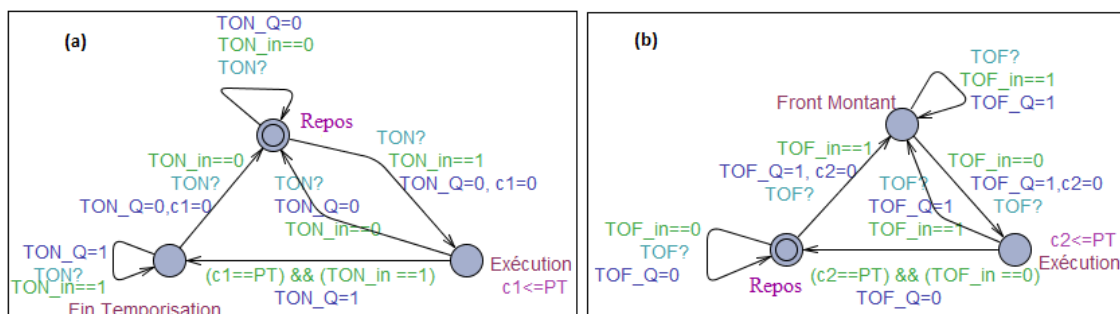 (a)
TON_Q=0
TON_in==0
TON?
Repos
TON?
TON_in==1
TON_Q=0, c1=0
TON_in==0
TON?
TON_Q=0,c1=0
TON?
TON_Q=0
TON_in==0
TON_Q=1
TON?
TON_in==1
Fin Temporisation
(c1==PT) && (TON_in ==1)
TON_Q=1
Exécution
c1<=PT
(b)
TOF?
TOF_in==1
TOF_Q=1
Front Montant
TOF_in==1
TOF_Q=1, c2=0
TOF?
TOF_in==0
TOF_Q=1,c2=0
TOF?
TOF?
TOF_Q=1
TOF_in==1
TOF_in==0
TOF?
TOF_Q=0
Repos
(c2==PT) && (TOF_in ==0)
TOF_Q=0
c2<=PT
Exécution